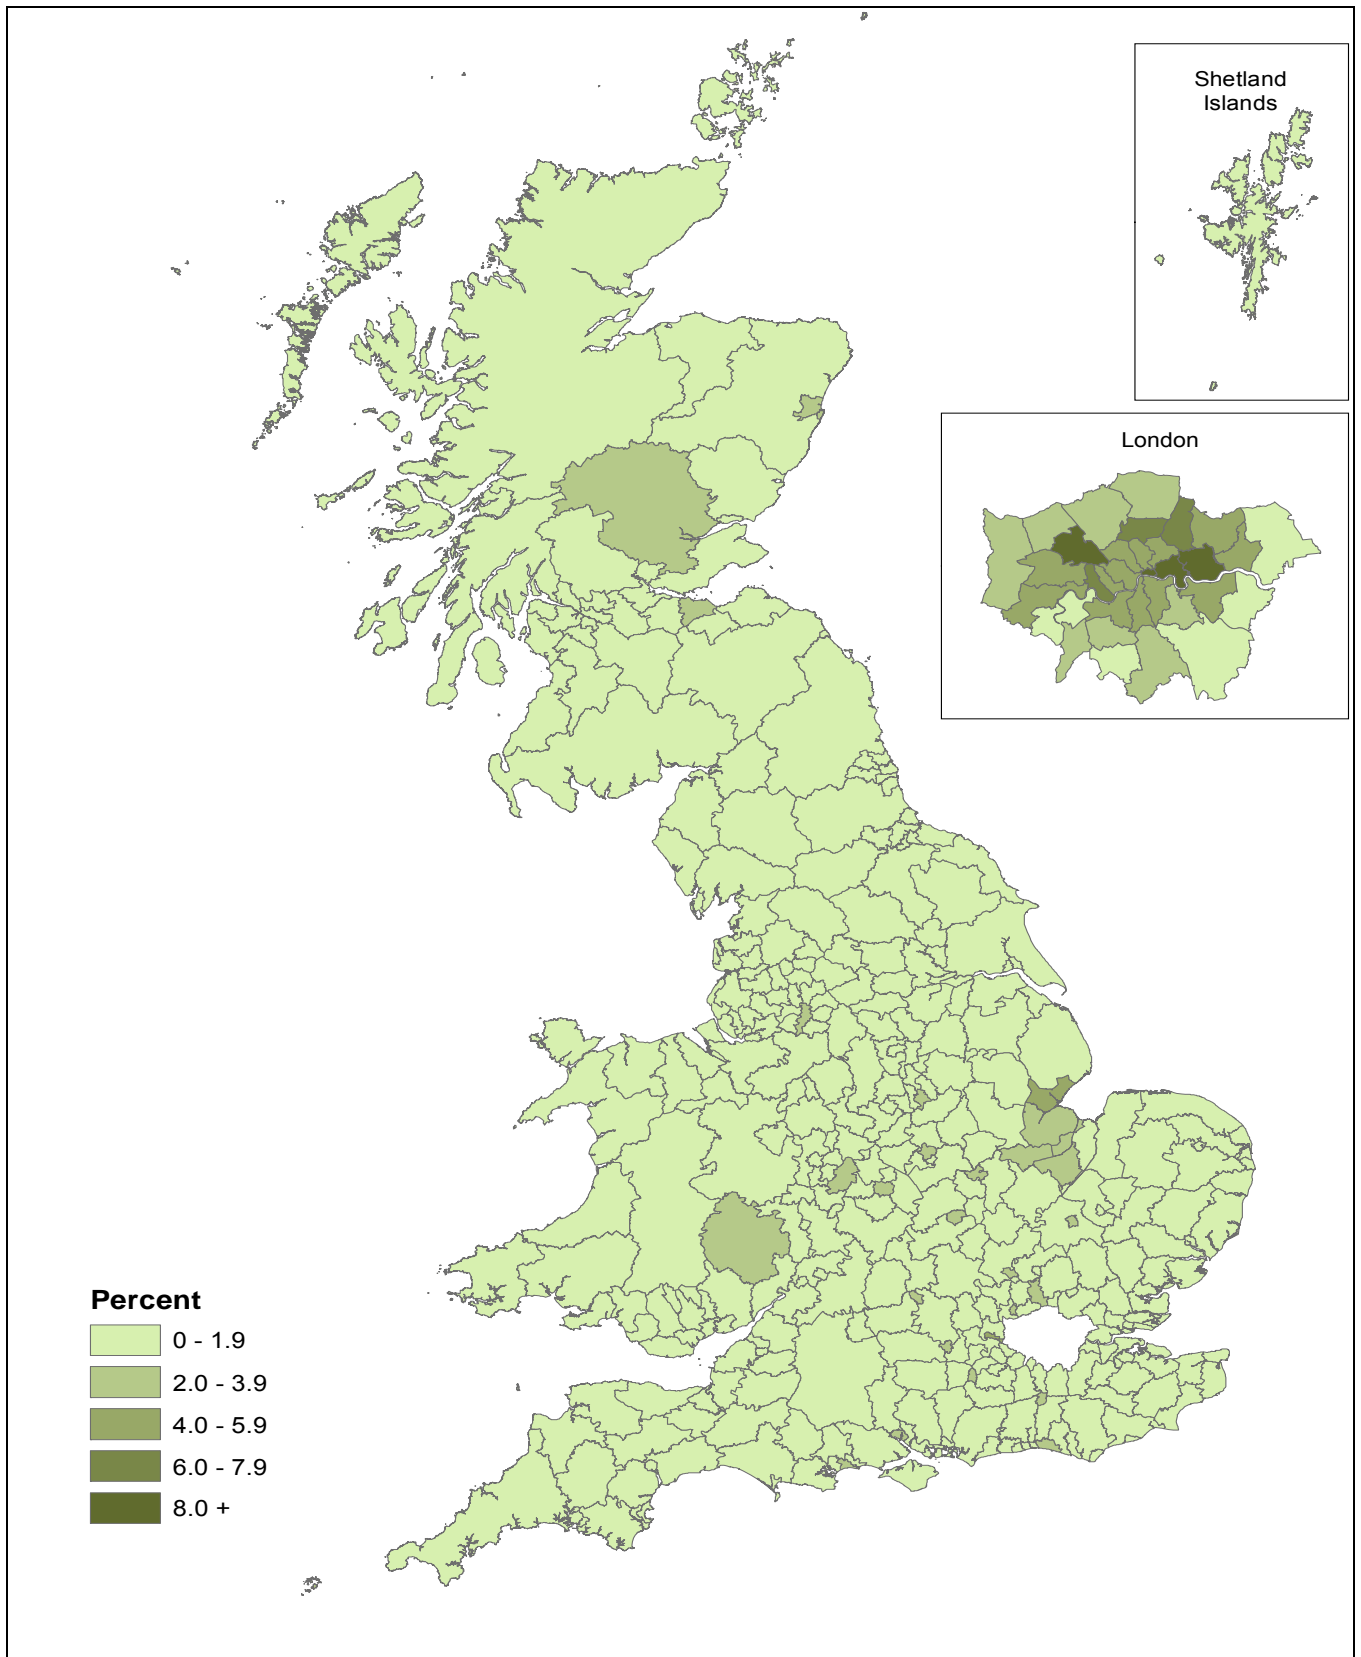 Shetland
Islands
London
Percent
0 - 1.9
2.0 - 3.9
4.0 - 5.9
6.0 - 7.9
8.0 +